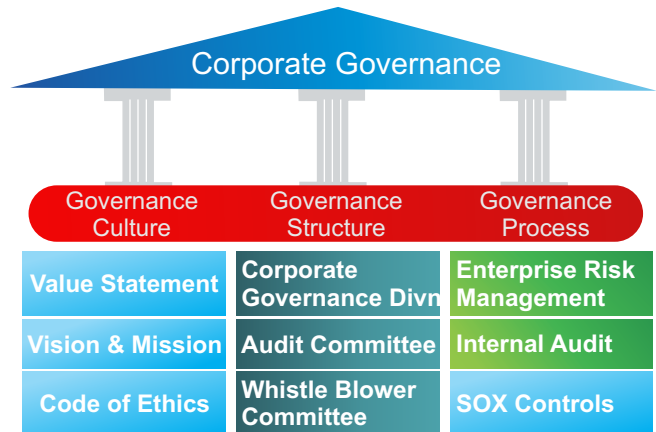 Corporate Governance
Governance
Culture
Governance
Structure
Governance
Process
Value Statement
Corporate
Governance Divn
Enterprise Risk
Management
Vision & Mission
Audit Committee
Internal Audit
Code of Ethics
Whistle Blower
Committee
SOX Controls